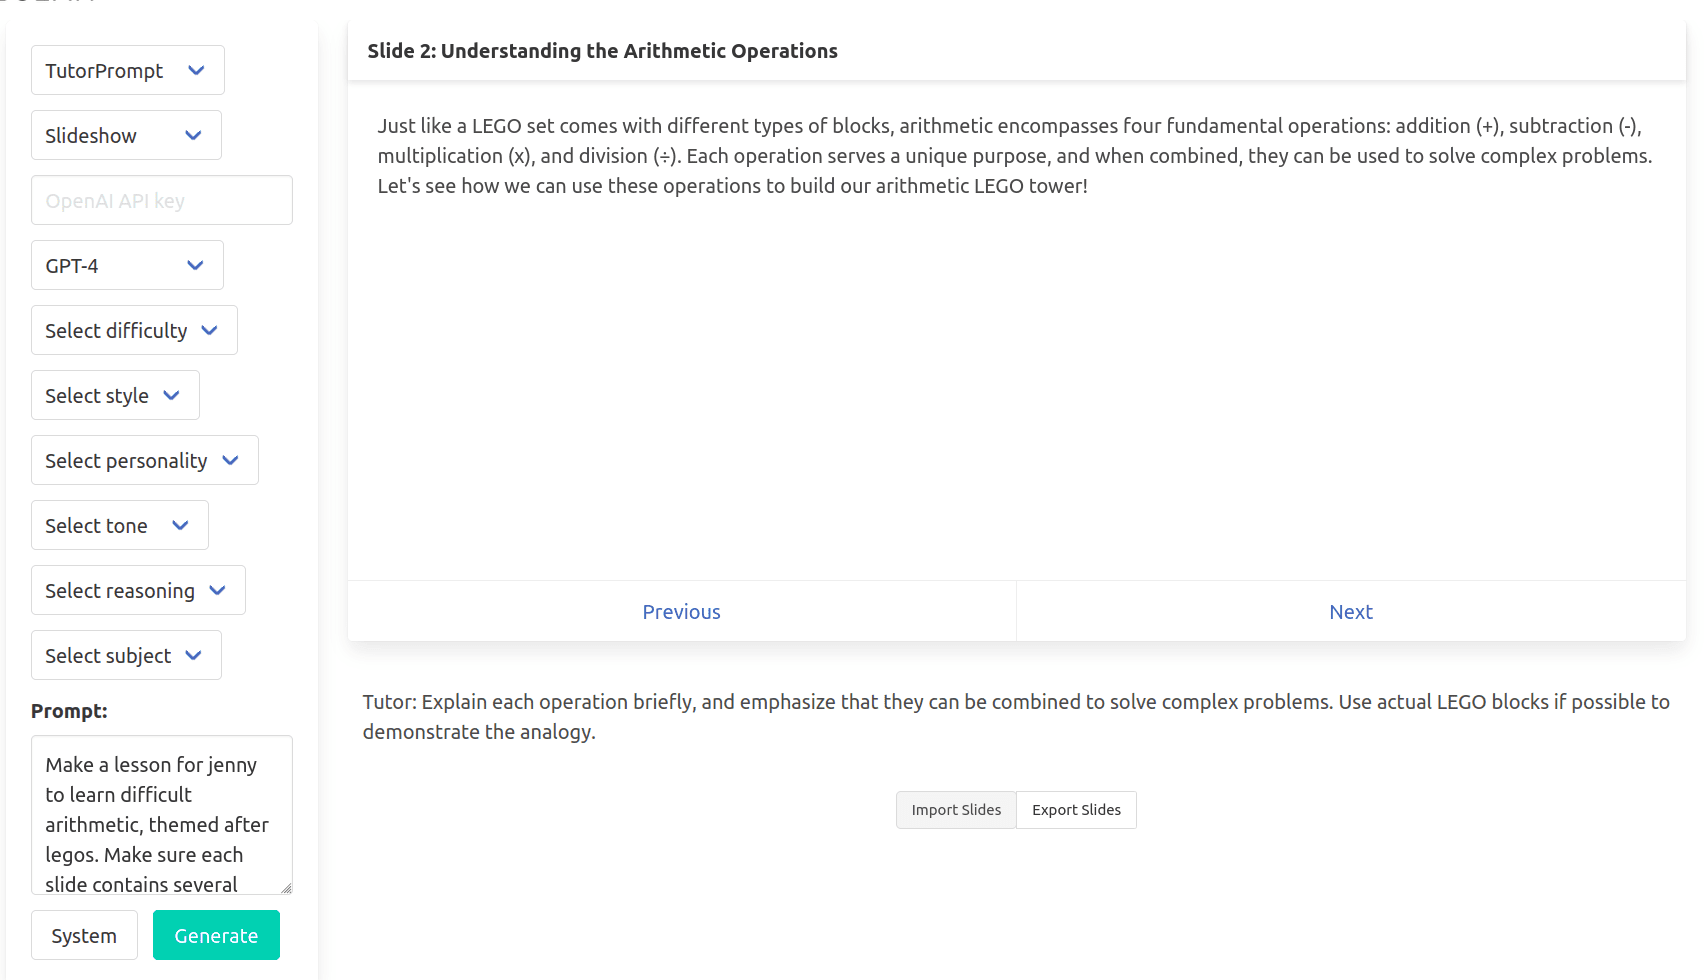 TutorPrompt
Slideshow
OpenAI API key
GPT-4
Select difficulty
Select style
Select personality
Select tone
Select reasoning
Select subject
Prompt:
Make a lesson for jenny
to learn difficult
arithmetic, themed after
legos. Make sure each
slide contains several
System
Generate
Slide 2: Understanding the Arithmetic Operations
Just like a LEGO set comes with different types of blocks, arithmetic encompasses four fundamental operations: addition (+), subtraction (-),
multiplication (x), and division (÷). Each operation serves a unique purpose, and when combined, they can be used to solve complex problems.
Let's see how we can use these operations to build our arithmetic LEGO tower!
Previous
Next
Tutor: Explain each operation briefly, and emphasize that they can be combined to solve complex problems. Use actual LEGO blocks if possible to
demonstrate the analogy.
Import Slides
Export Slides